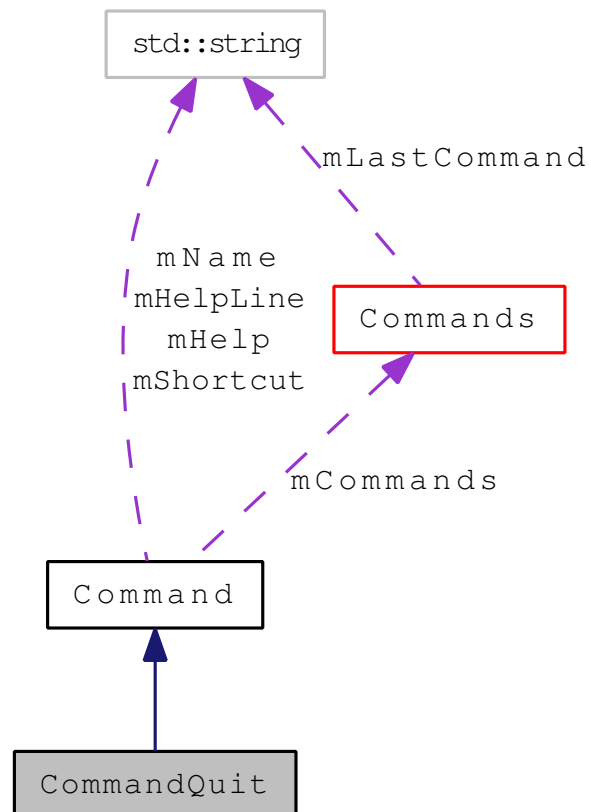 std::string
mLastCommand
mName
mHelpLine
mHelp
mShortcut
Commands
mCommands
Command
CommandQuit